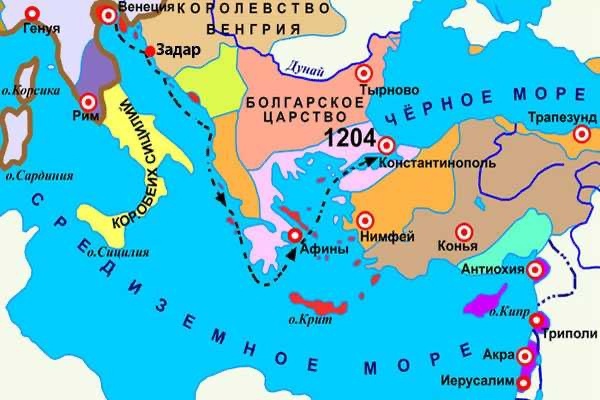 КОРОЛЕВСТВО
ВЕНГРИЯ
Венеция
Генуя
Задар
Дунай
о.Корсика
Тырново
ЧЁРНОЕ МОРЕ
БОЛГАРСКОЕ
ЦАРСТВО
Рим
Трапезунд
1204
Константинополь
КОРОБЕИХ СИЦИЛИИ
о.Сардиния
Афины
Нимфей
Конья
о.Сицилия
Антиохия
о.Крит
о.Кипр
Триполи
СРЕДИЗЕМНОЕ МОРЕ
Акра
Иерусалим